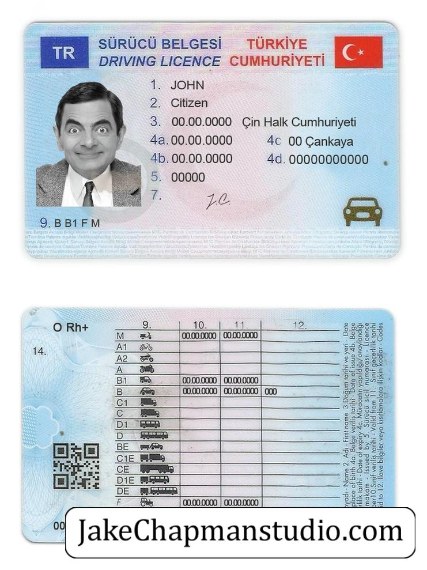 TR
SÜRÜCÜ BELGESİ TÜRKİYE
DRIVING LICENCE CUMHURİYETİ
1. JOHN
2. Citizen
3. 00.00.0000 Çin Halk Cumhuriyeti
4a. 00.00.0000 4c 00 Çankaya
4b. 00.00.0000 4d. 00000000000
5. 00000
7. J.C.
9. B B1 F M
O Rh+
14.
9. 10. 11. 12.
M 00.00.0000 00.00.0000
A1
A2
A
B1 00.00.0000 00.00.0000
B 00.00.0000 00.00.0000 000
C1
C
D1
D
BE
C1E
CE
D1E
DE
F 00.00.0000 00.00.0000
00
JakeChapmanstudio.com